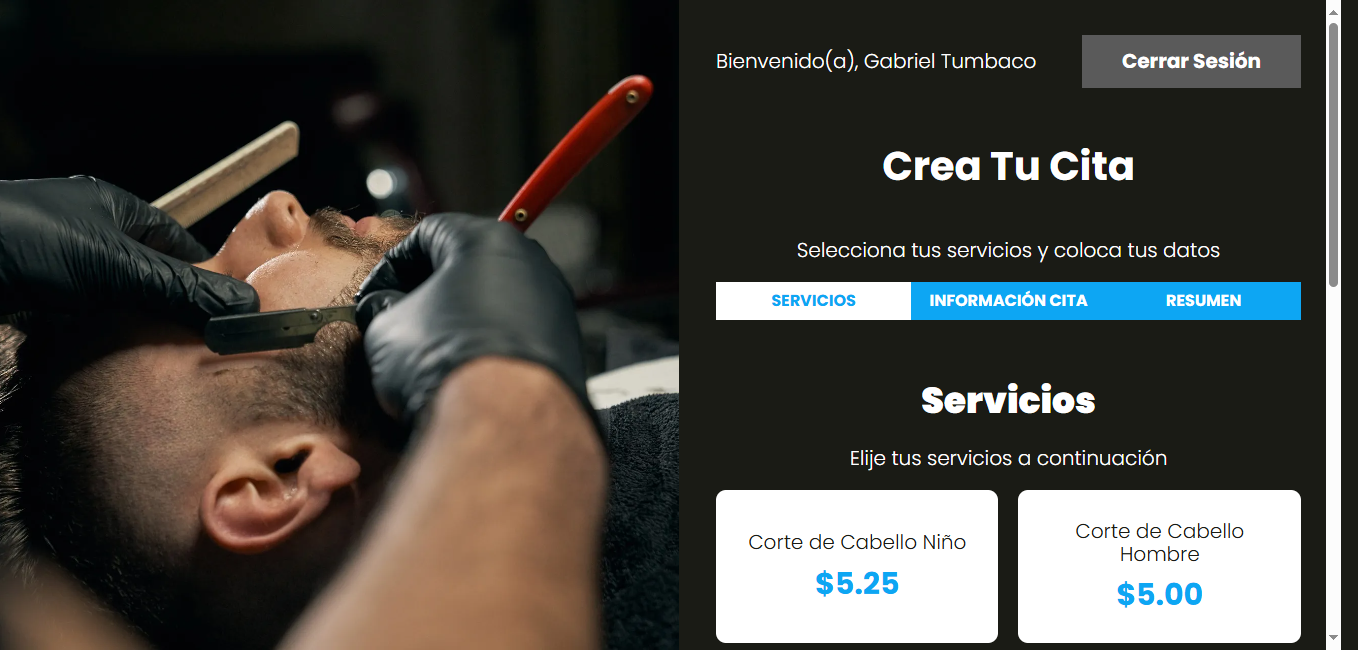 Bienvenido(a), Gabriel Tumbaco
Cerrar Sesión
Crea Tu Cita
Selecciona tus servicios y coloca tus datos
SERVICIOS
INFORMACIÓN CITA
RESUMEN
Servicios
Elije tus servicios a continuación
Corte de Cabello Niño
$5.25
Corte de Cabello
Hombre
$5.00